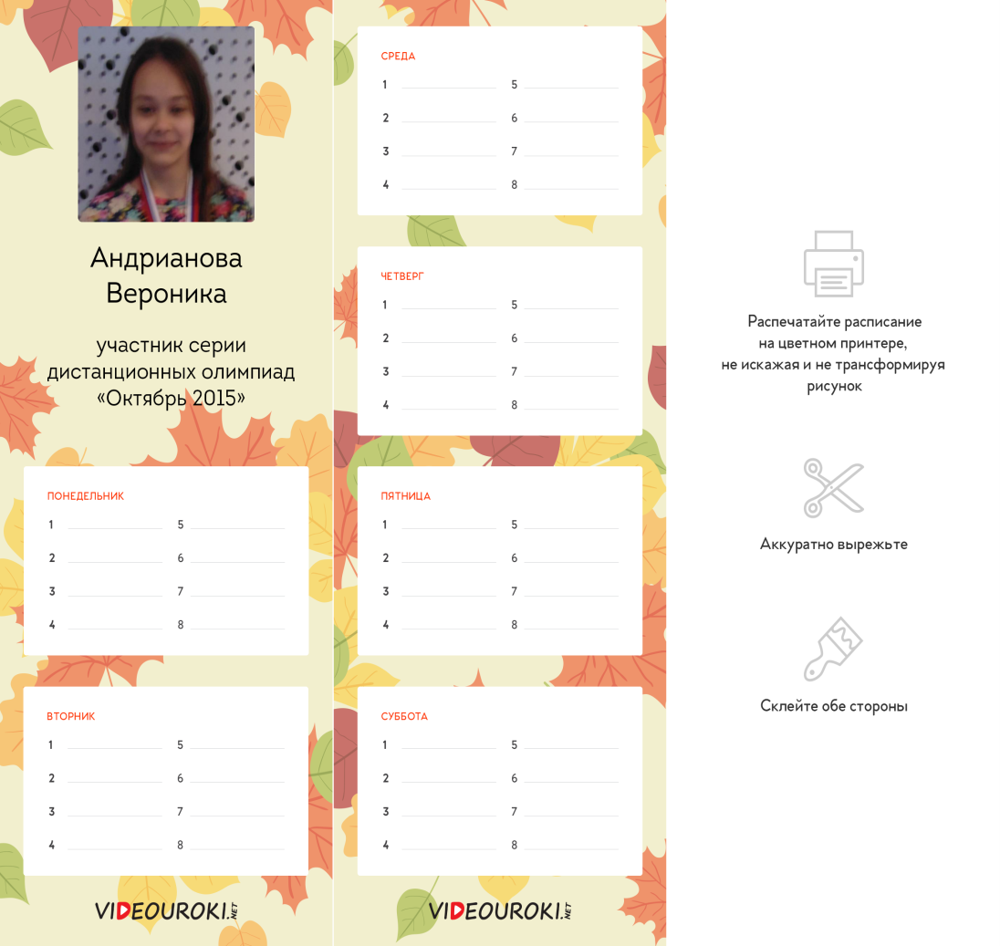 Андрианова
Вероника
участник серии
дистанционных олимпиад
«Октябрь 2015»
ПОНЕДЕЛЬНИК
1 5
2 6
3 7
4 8
ВТОРНИК
1 5
2 6
3 7
4 8
VIDEOUROKI.NET
СРЕДА
1 5
2 6
3 7
4 8
ЧЕТВЕРГ
1 5
2 6
3 7
4 8
ПЯТНИЦА
1 5
2 6
3 7
4 8
СУББОТА
1 5
2 6
3 7
4 8
VIDEOUROKI.NET
Распечатайте расписание
на цветном принтере,
не искажая и не трансформируя
рисунок
Аккуратно вырежьте
Склейте обе стороны